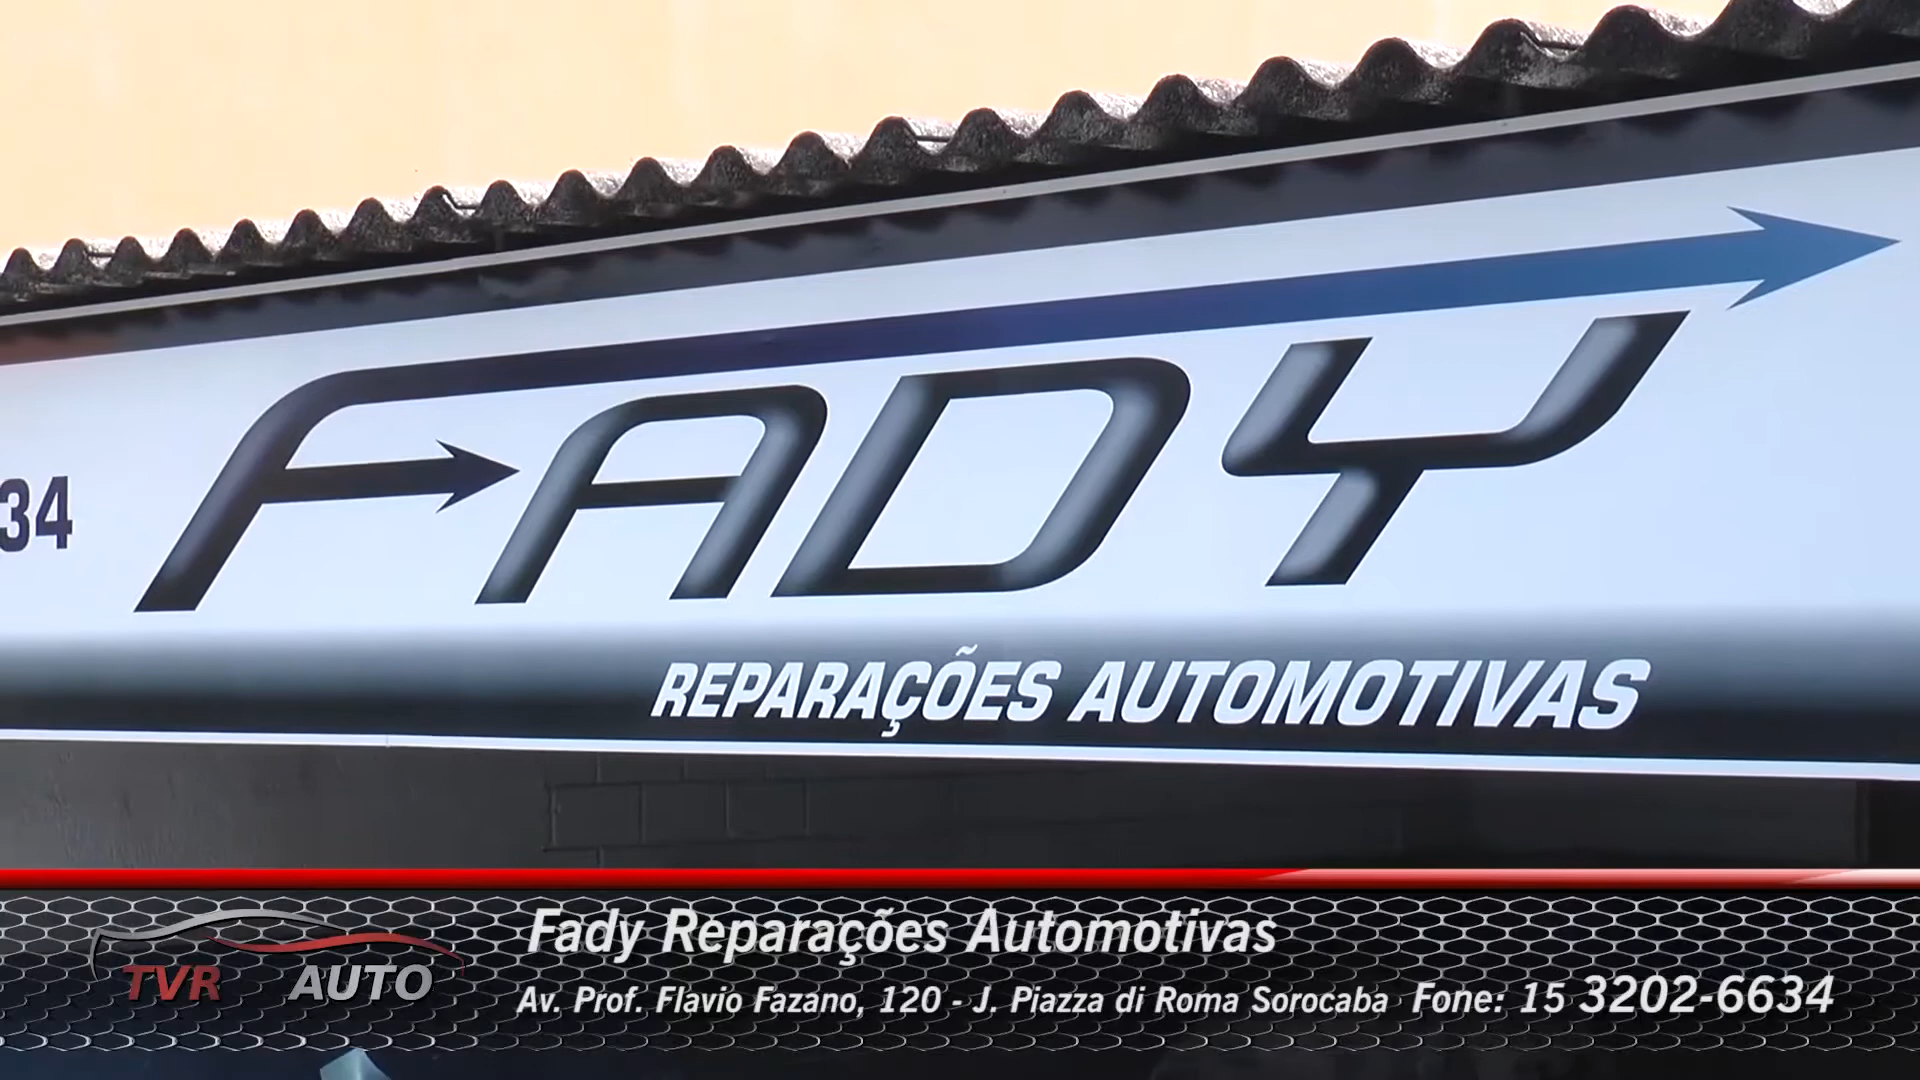 34
FADY
REPARAÇÕES AUTOMOTIVAS
TVR AUTO
Fady Reparações Automotivas
Av. Prof. Flavio Fazano, 120 - J. Piazza di Roma Sorocaba Fone: 15 3202-6634